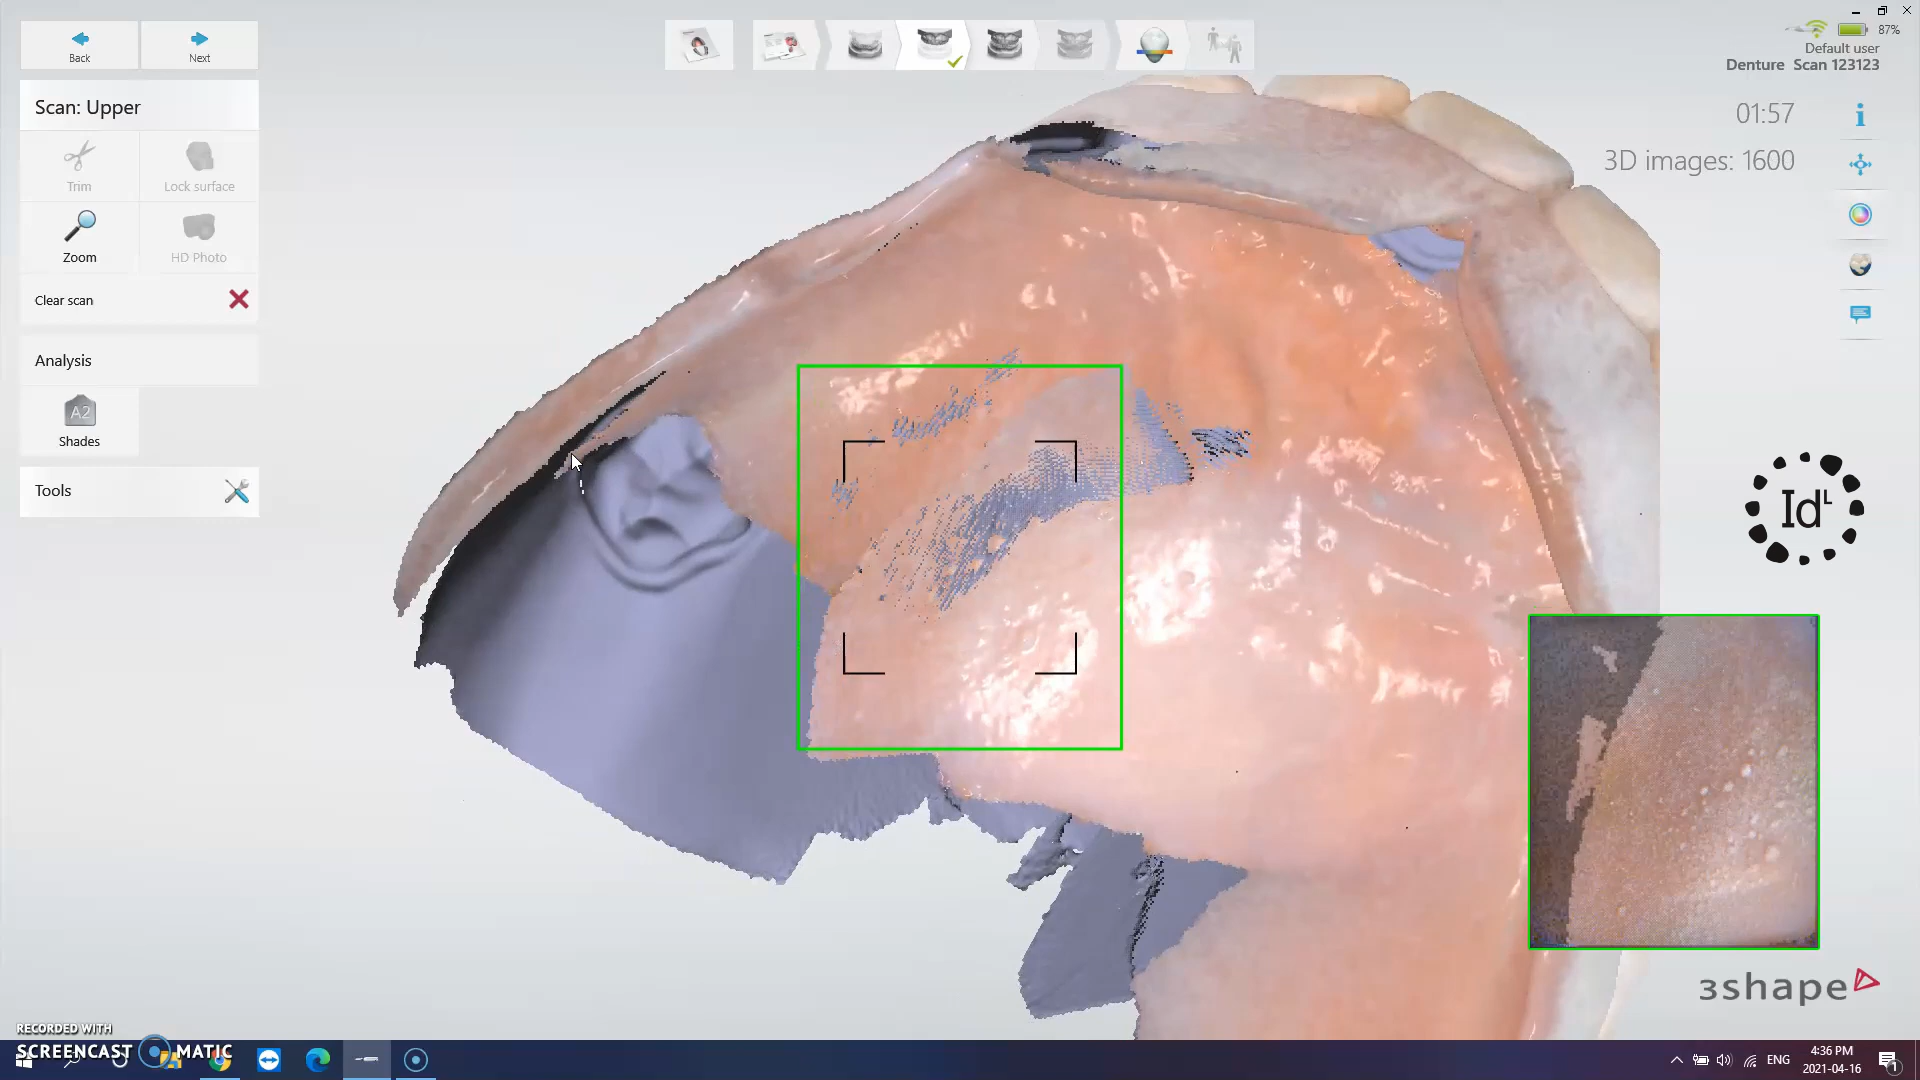 Back
Next
87%
Default user
Denture Scan 123123
Scan: Upper
01:57
3D images: 1600
Trim
Lock surface
Zoom
HD Photo
Clear scan
Analysis
A2
Shades
Tools
Id L
3shape
RECORDED WITH
SCREENCAST MATIC
ENG
4:36 PM
2021-04-16
1